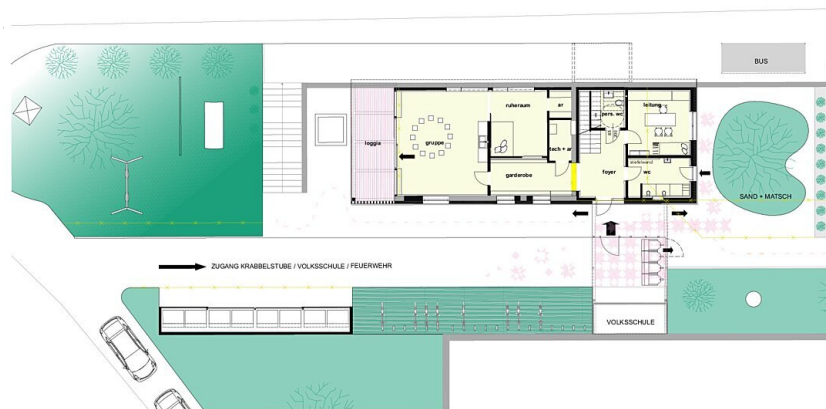 BUS
ruheraum
ar
pers. wc
leitung
loggia
gruppe
tech + ar
garderobe
foyer
wc
SAND + MATSCH
ZUGANG KRABBELSTUBE / VOLKSSCHULE / FEUERWEHR
VOLKSSCHULE